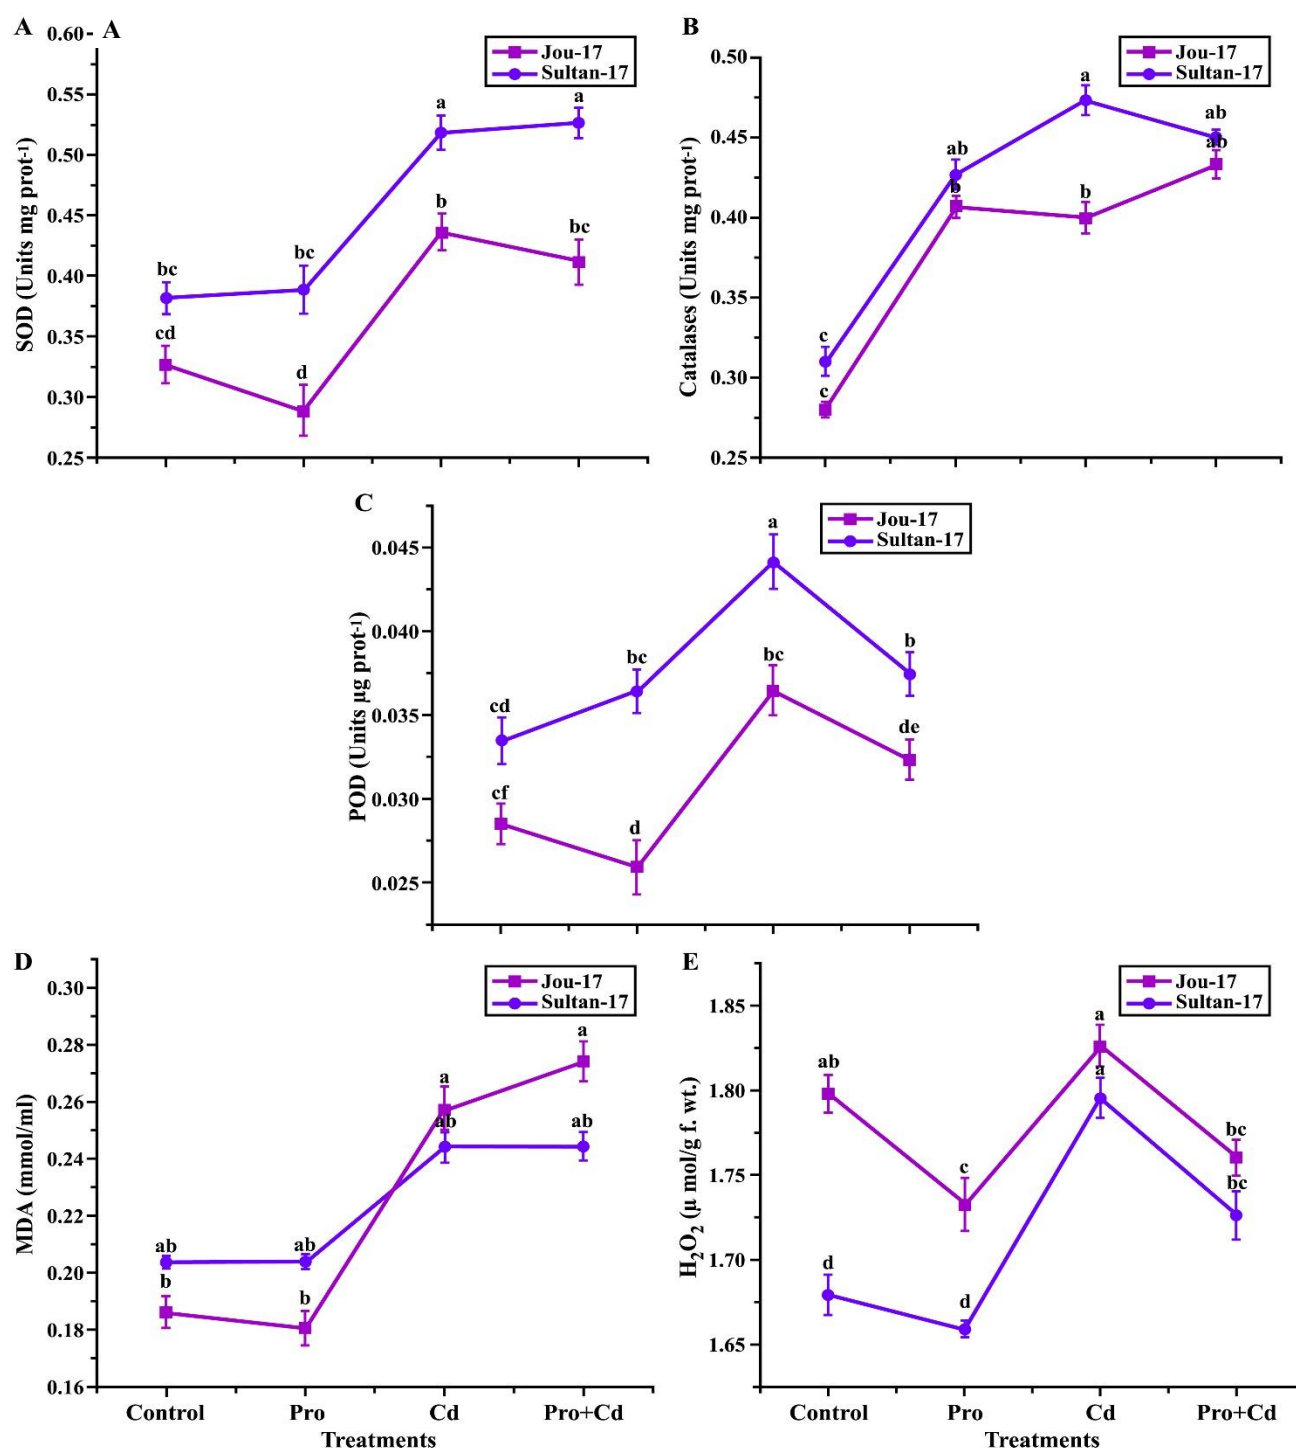 A
A
Jou-17
Sultan-17
SOD (Units mg prot-1)
0.60
0.55
0.50
0.45
0.40
0.35
0.30
0.25
cd
d
b
bc
bc
bc
a
a
B
Jou-17
Sultan-17
Catalases (Units mg prot-1)
0.50
0.45
0.40
0.35
0.30
0.25
c
b
b
ab
c
ab
a
ab
C
Jou-17
Sultan-17
POD (Units µg prot-1)
0.045
0.040
0.035
0.030
0.025
cf
d
bc
de
cd
bc
a
b
D
Jou-17
Sultan-17
MDA (nmol/ml)
0.30
0.28
0.26
0.24
0.22
0.20
0.18
0.16
b
b
a
a
ab
ab
ab
ab
Control
Pro
Cd
Pro+Cd
Treatments
E
Jou-17
Sultan-17
H2O2 (µ mol/g f. wt.)
1.85
1.80
1.75
1.70
1.65
ab
c
a
bc
d
d
a
bc
Control
Pro
Cd
Pro+Cd
Treatments